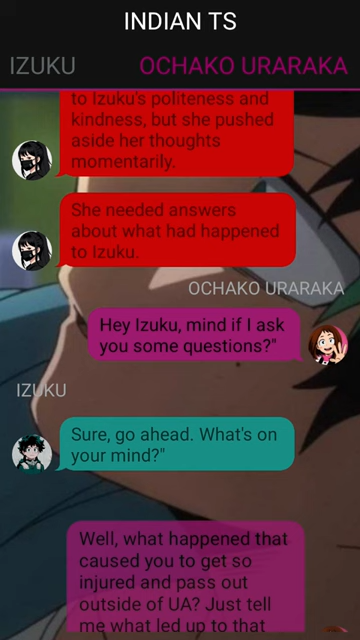 INDIAN TS
IZUKU
OCHAKO URARAKA
to Izuku's politeness and
kindness, but she pushed
aside her thoughts
momentarily.
She needed answers
about what had happened
to Izuku.
OCHAKO URARAKA
Hey Izuku, mind if I ask
you some questions?"
IZUKU
Sure, go ahead. What's on
your mind?"
Well, what happened that
caused you to get so
injured and pass out
outside of UA? Just tell
me what led up to that